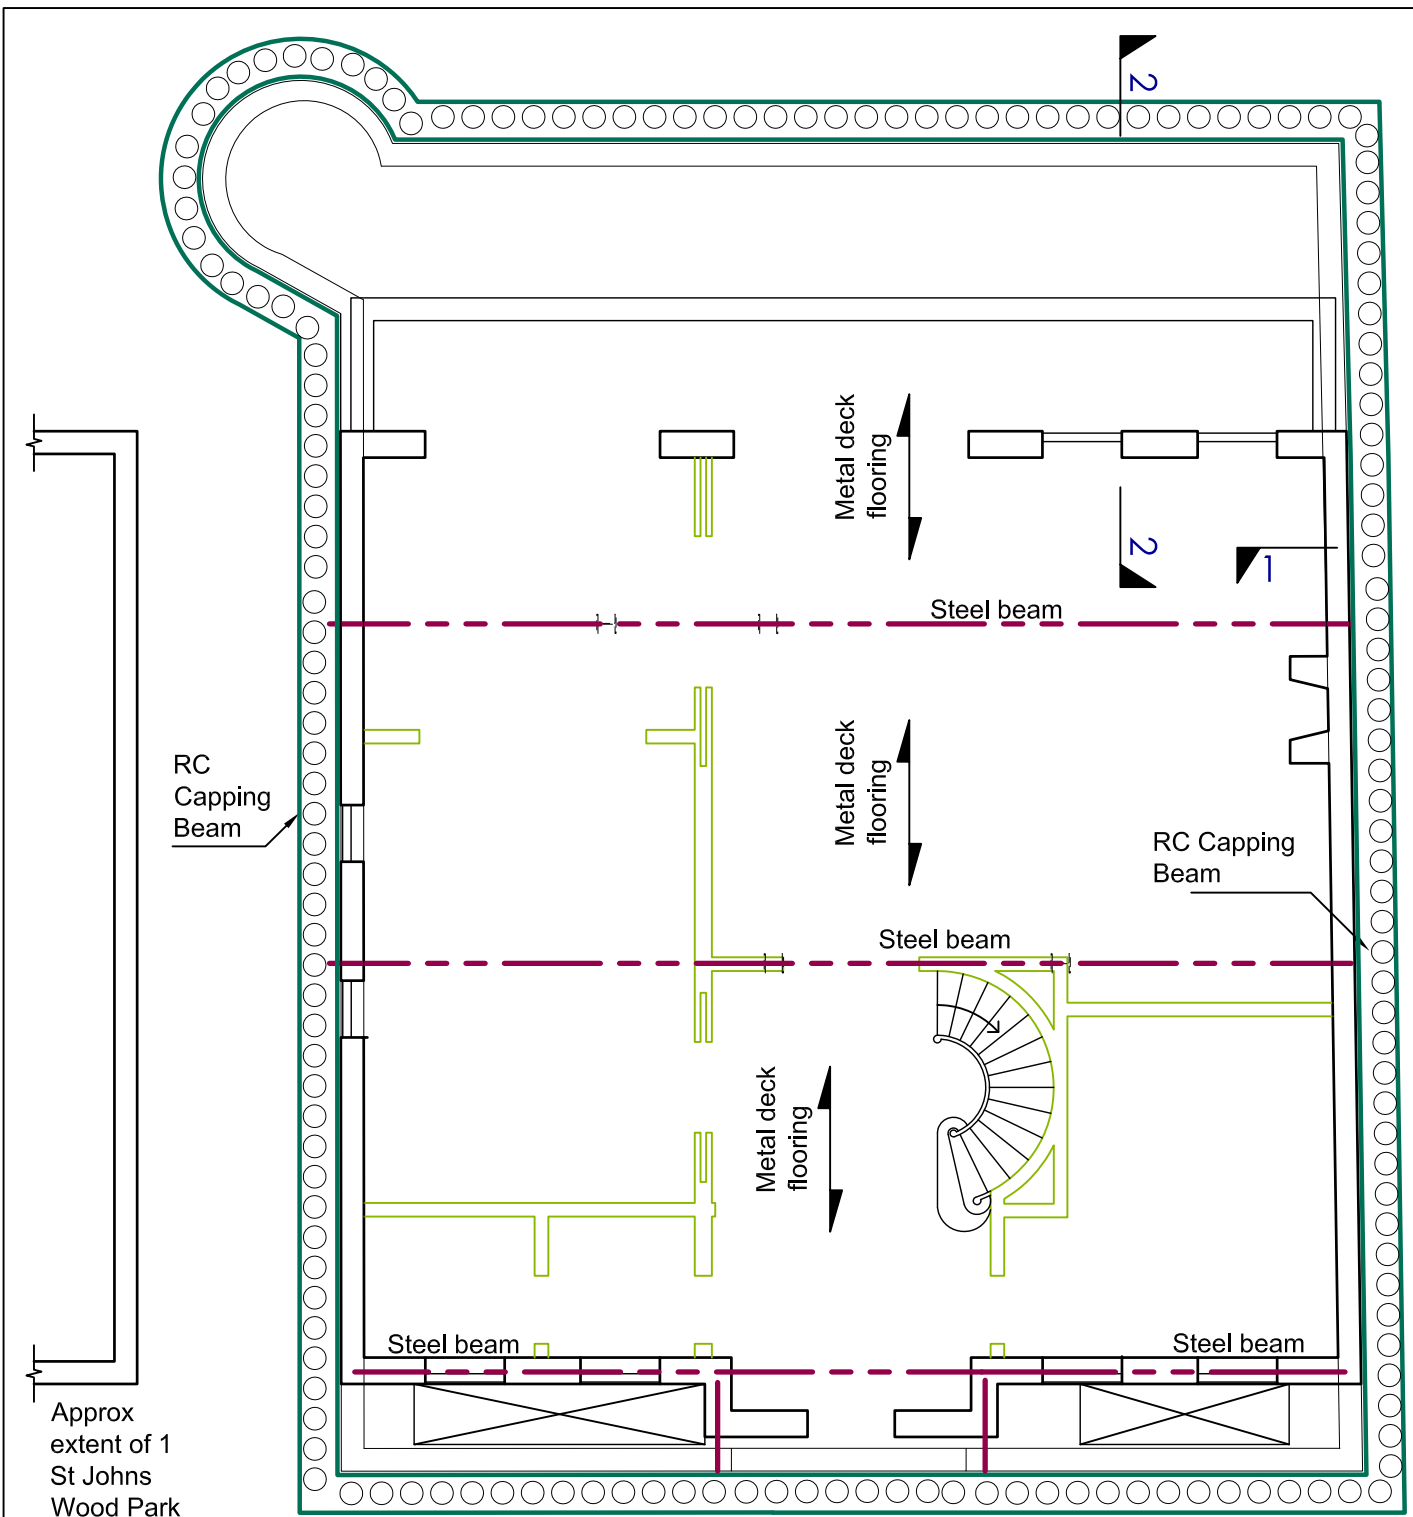 2
Metal deck
flooring
2
1
Steel beam
RC
Capping
Beam
Metal deck
flooring
RC Capping
Beam
Steel beam
Metal deck
flooring
Steel beam
Steel beam
Approx
extent of 1
St Johns
Wood Park